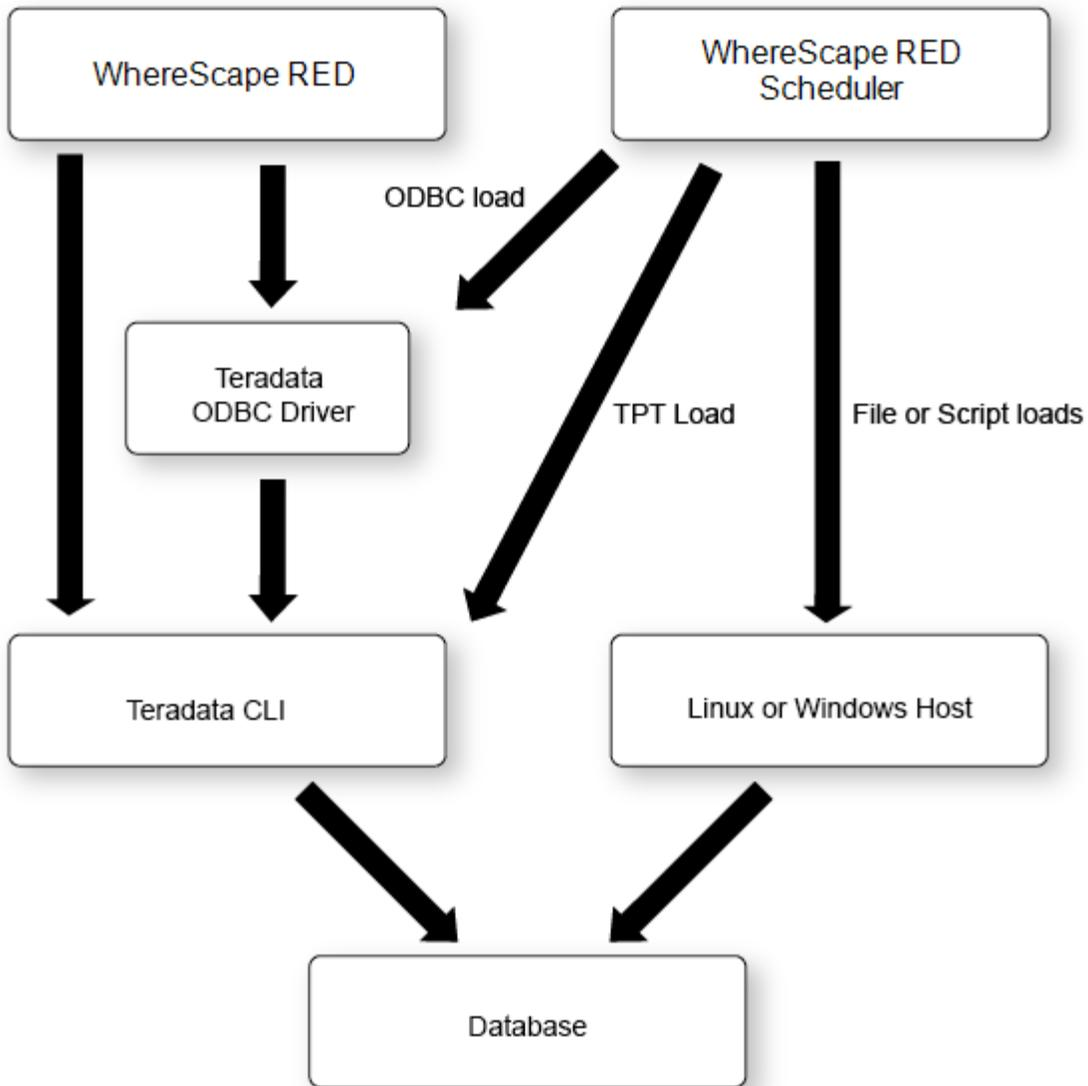 WhereScape RED
WhereScape RED
Scheduler
ODBC load
Teradata
ODBC Driver
TPT Load
File or Script loads
Teradata CLI
Linux or Windows Host
Database